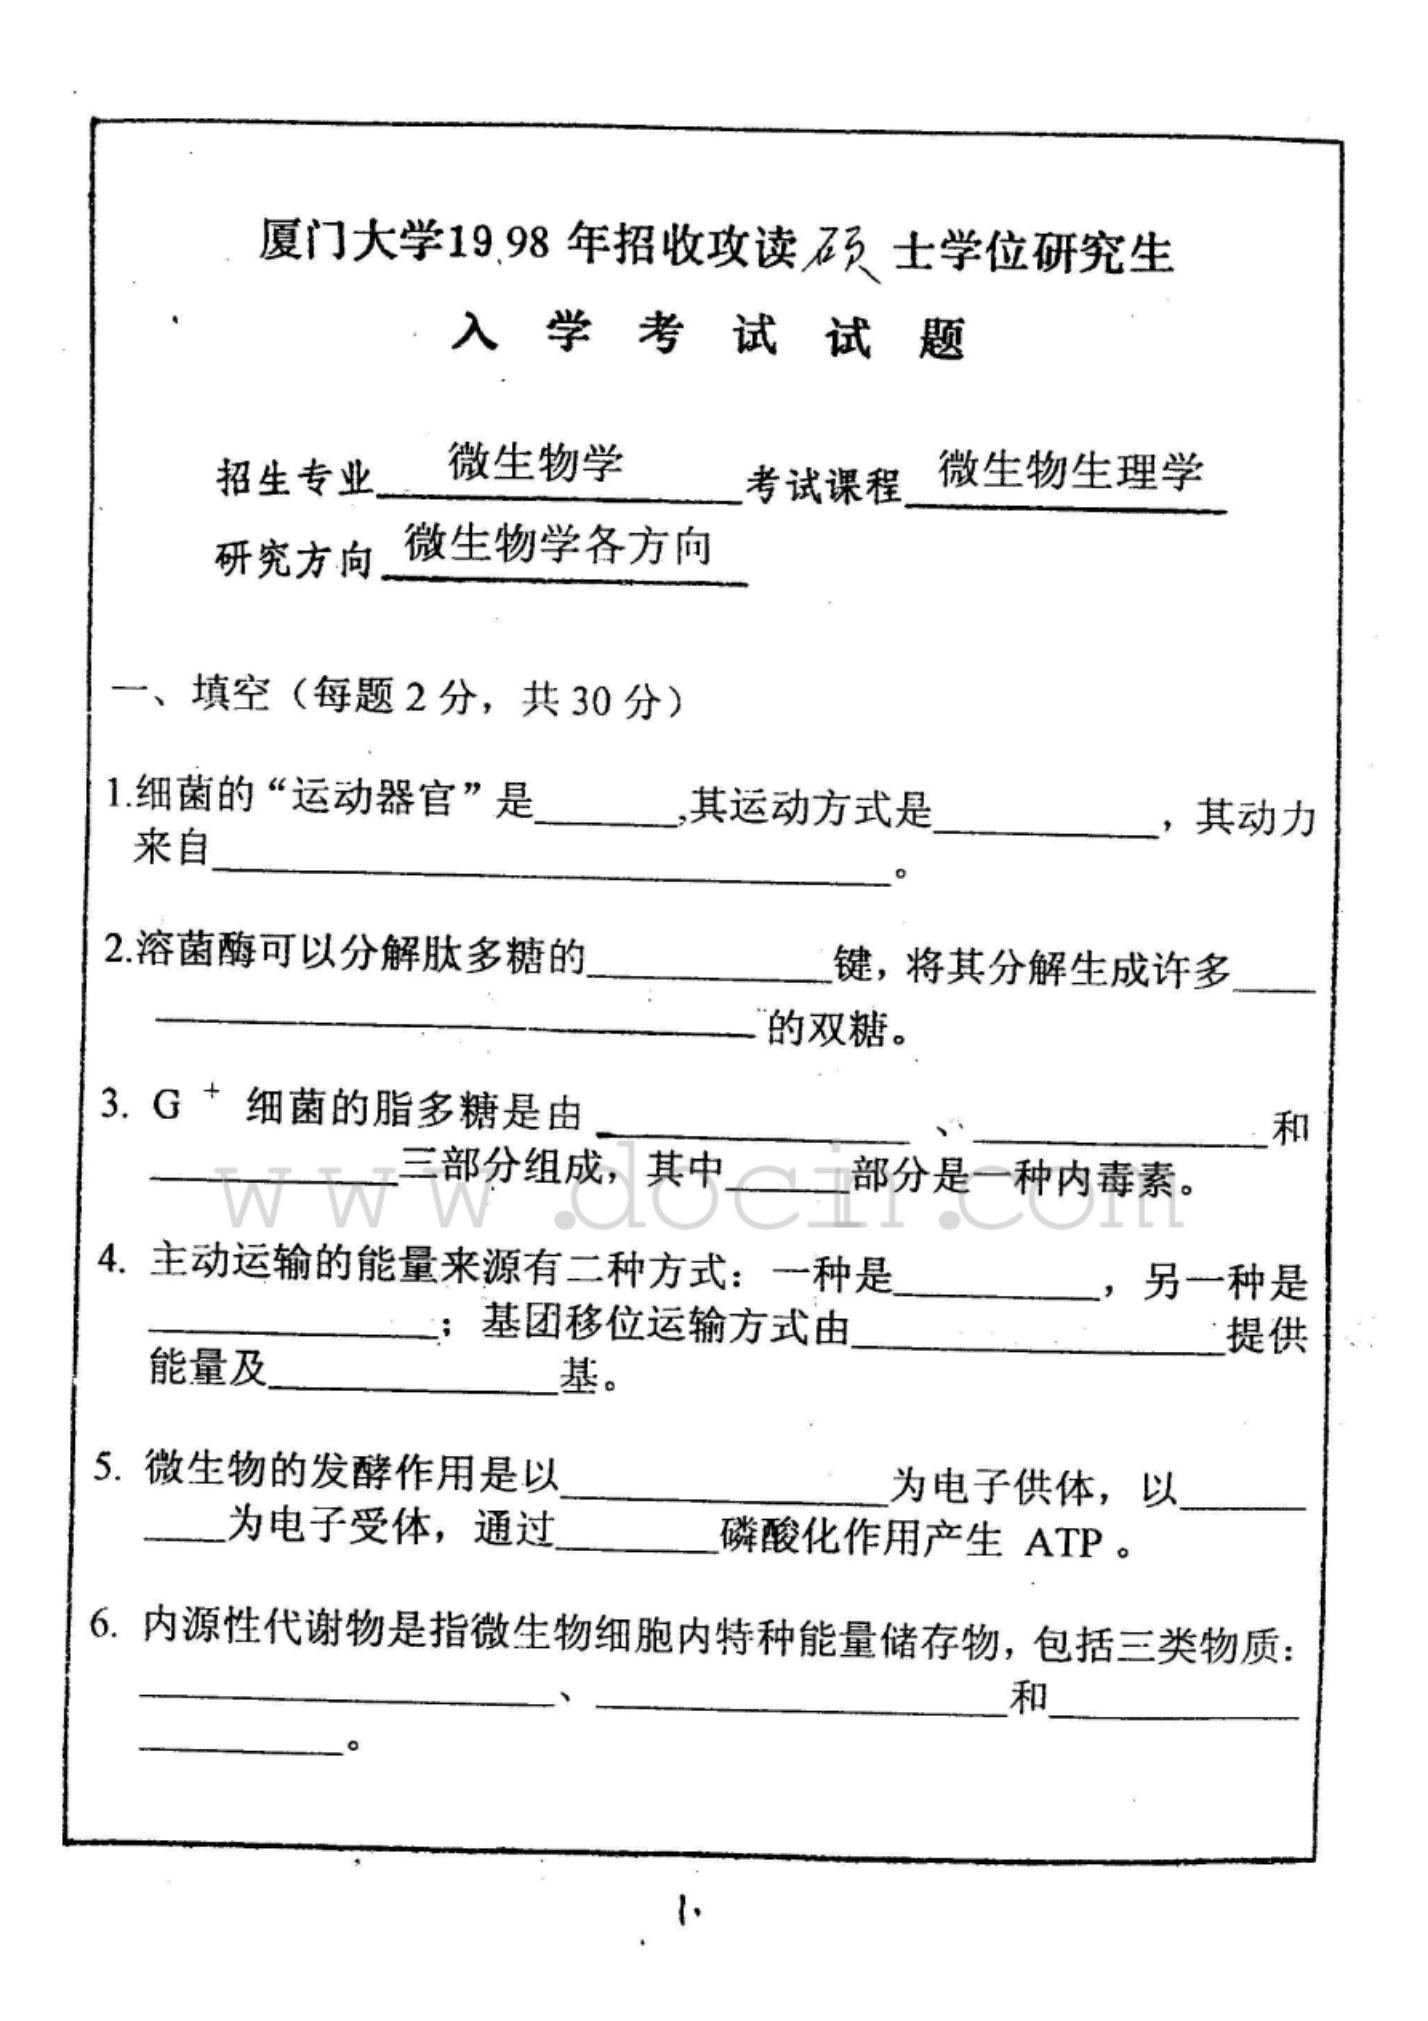 厦门大学1998年招收攻读硕士学位研究生
入学考试试题
招生专业 微生物学 考试课程 微生物生理学
研究方向 微生物学各方向
一、填空（每题2分，共30分）
1.细菌的“运动器官”是______,其运动方式是__________，其动力
来自______________________________。
2.溶菌酶可以分解肽多糖的___________键，将其分解生成许多____
___________________________的双糖。
3. G⁺ 细菌的脂多糖是由______________、_____________和
___________三部分组成，其中_____部分是一种内毒素。
4. 主动运输的能量来源有二种方式：一种是_________，另一种是
_____________；基团移位运输方式由________________提供
能量及_____________基。
5. 微生物的发酵作用是以______________为电子供体，以_____
____为电子受体，通过_______磷酸化作用产生 ATP。
6. 内源性代谢物是指微生物细胞内特种能量储存物，包括三类物质：
__________________、__________________和___________
_________。
www.docin.com
1.